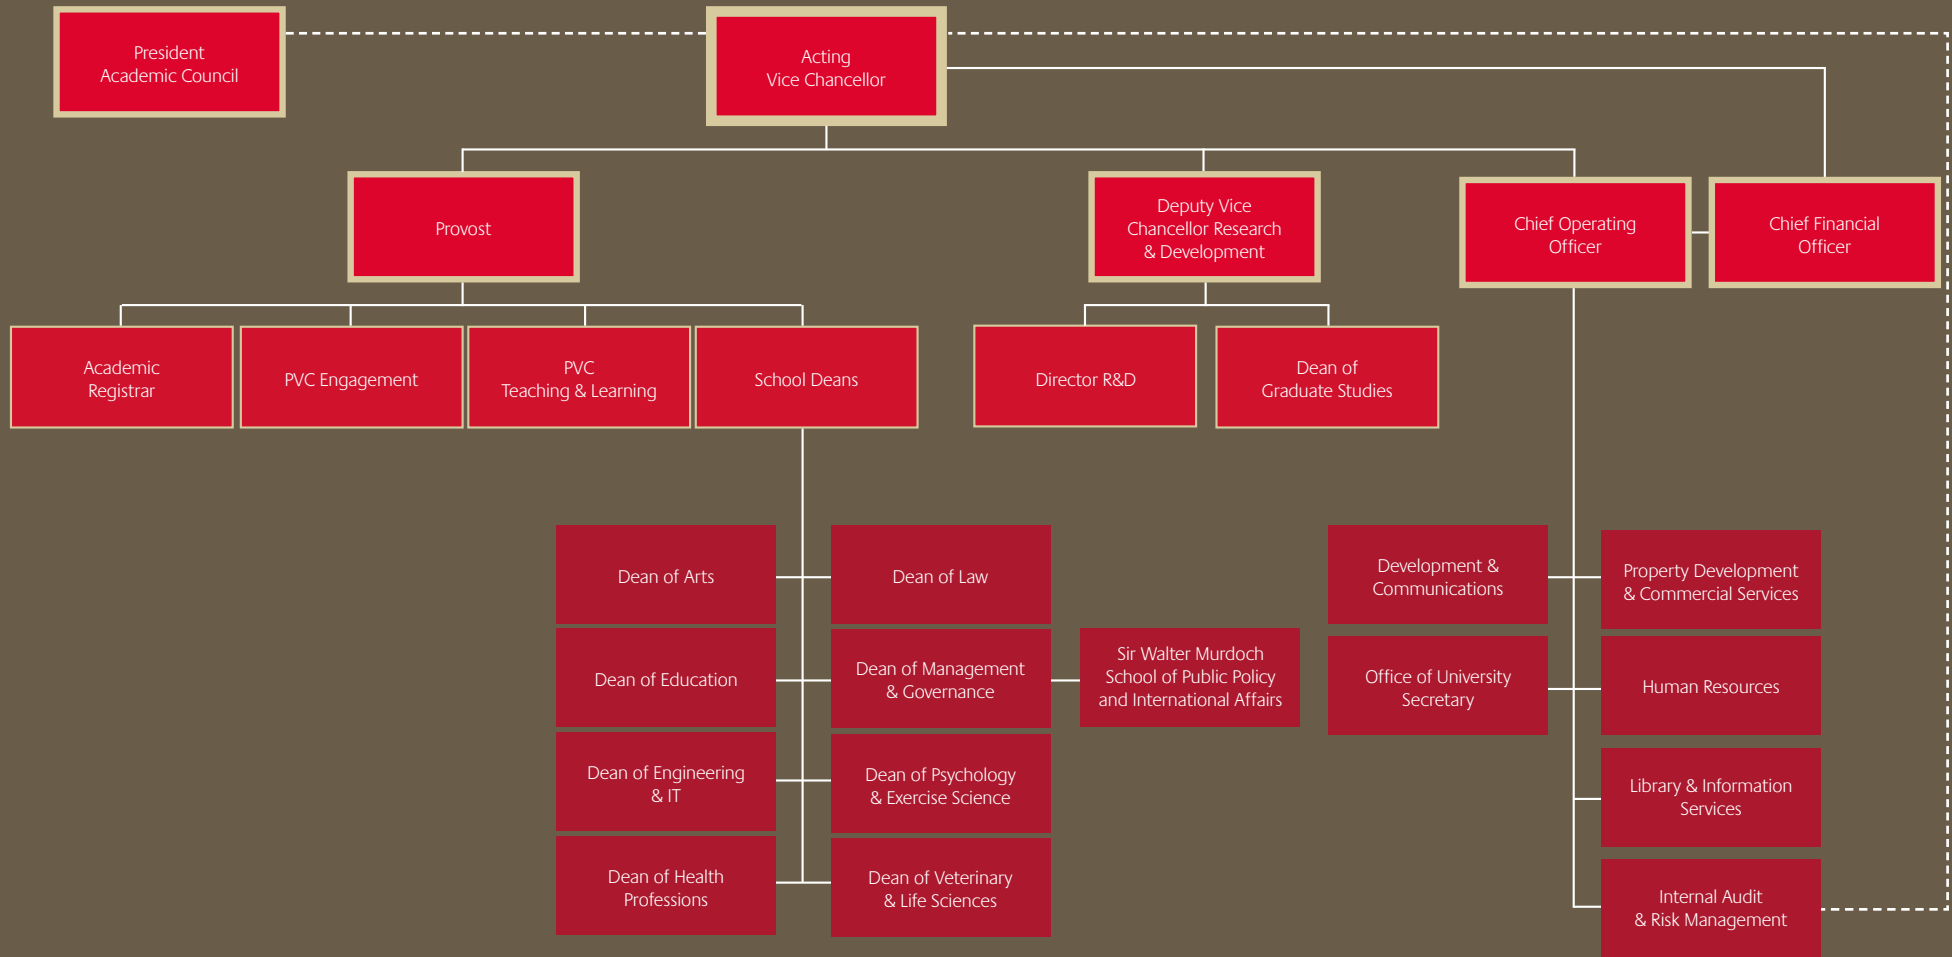 President
Academic Council
Acting
Vice Chancellor
Provost
Deputy Vice
Chancellor Research
& Development
Chief Operating
Officer
Chief Financial
Officer
Academic
Registrar
PVC Engagement
PVC
Teaching & Learning
School Deans
Director R&D
Dean of
Graduate Studies
Dean of Arts
Dean of Law
Dean of Education
Dean of Management
& Governance
Sir Walter Murdoch
School of Public Policy
and International Affairs
Dean of Engineering
& IT
Dean of Psychology
& Exercise Science
Dean of Health
Professions
Dean of Veterinary
& Life Sciences
Development &
Communications
Property Development
& Commercial Services
Office of University
Secretary
Human Resources
Library & Information
Services
Internal Audit
& Risk Management